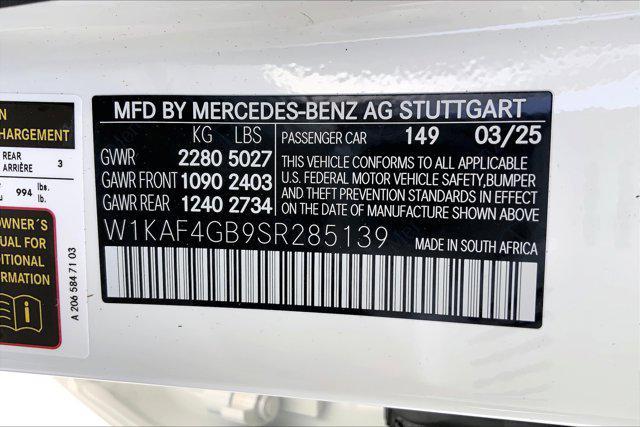 MFD BY MERCEDES-BENZ AG STUTTGART
KG LBS
GVWR 2280 5027
GAWR FRONT 1090 2403
GAWR REAR 1240 2734
PASSENGER CAR 149 03/25
THIS VEHICLE CONFORMS TO ALL APPLICABLE
U.S. FEDERAL MOTOR VEHICLE SAFETY, BUMPER
AND THEFT PREVENTION STANDARDS IN EFFECT
ON THE DATE OF MANUFACTURE SHOWN ABOVE.
W1KAF4GB9SR285139
MADE IN SOUTH AFRICA
HARGEMENT
REAR 3
ARRIÈRE
994 lbs.
lb.
OWNER´S
UAL FOR
DITIONAL
ORMATION
A 206 584 71 03